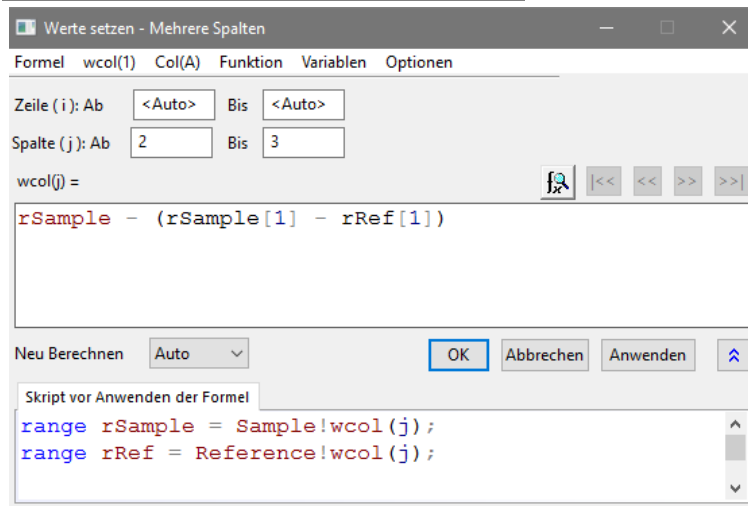 Werte setzen - Mehrere Spalten
Formel wcol(1) Col(A) Funktion Variablen Optionen
Zeile ( i ): Ab <Auto> Bis <Auto>
Spalte ( j ): Ab 2 Bis 3
wcol(j) = |<< << >> >>|
rSample - (rSample[1] - rRef[1])
Neu Berechnen Auto OK Abbrechen Anwenden
Skript vor Anwenden der Formel
range rSample = Sample!wcol(j);
range rRef = Reference!wcol(j);